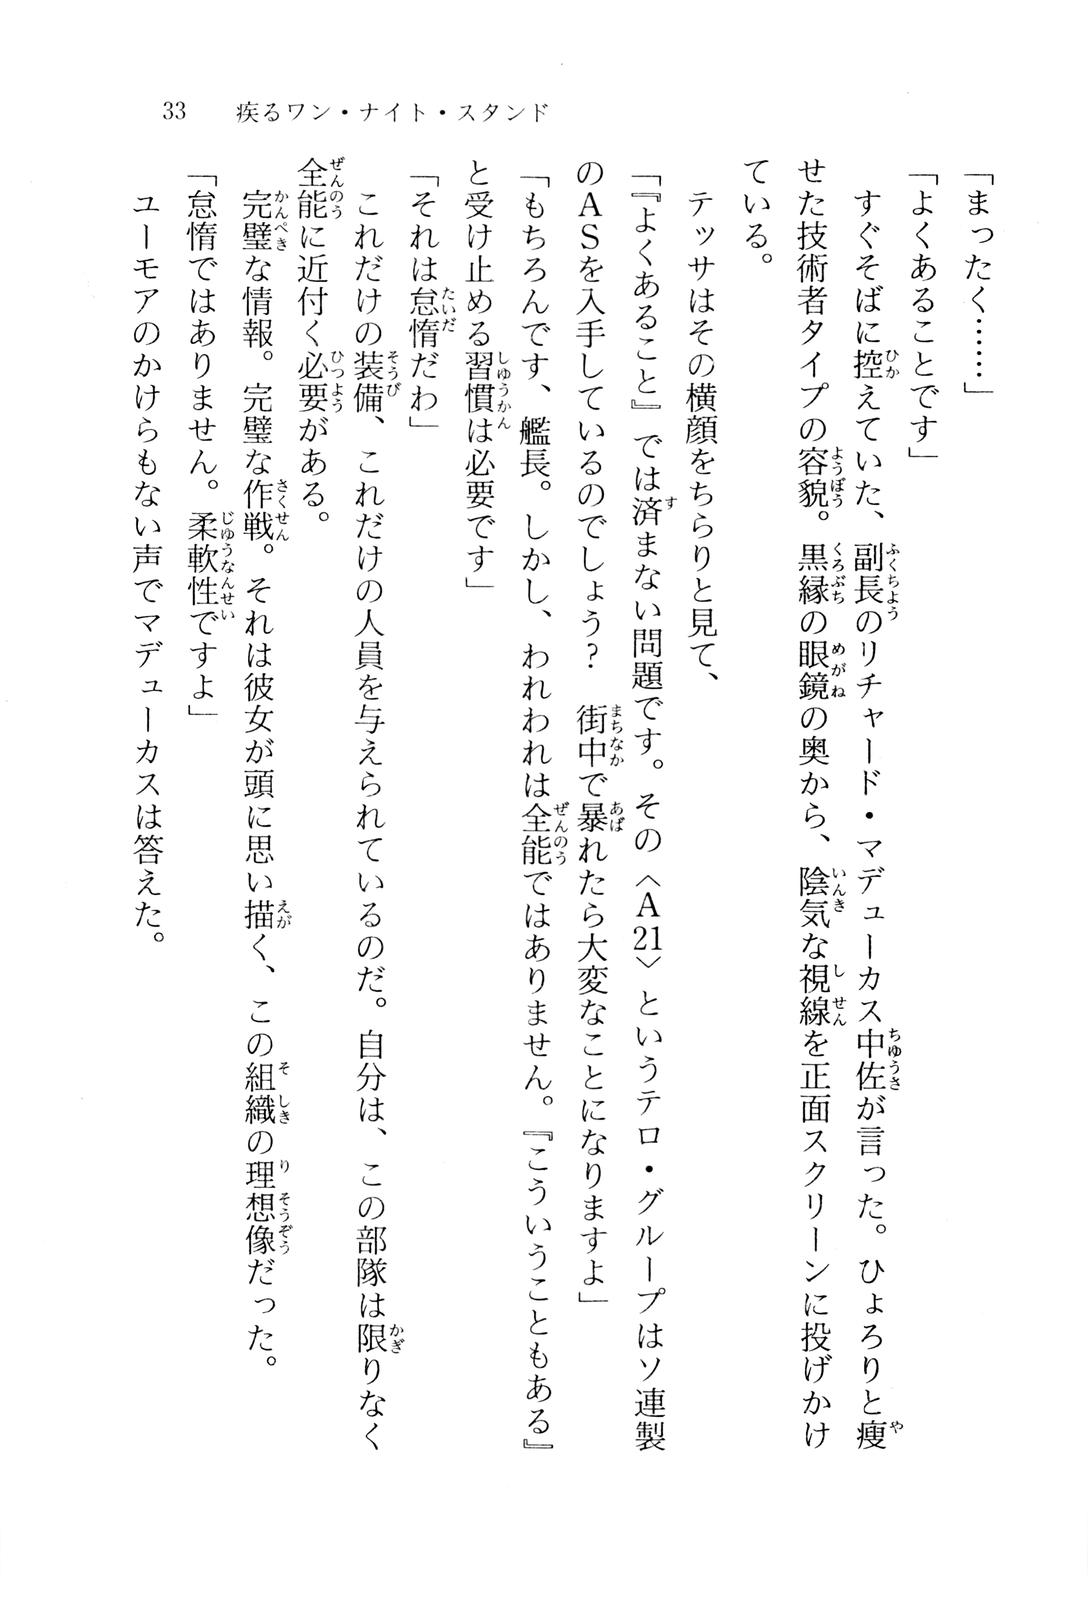 33　疾るワン・ナイト・スタンド
「まったく……」
「よくあることです」
　すぐそばに控えていた、副長のリチャード・マデューカス中佐が言った。ひょろりと痩
せた技術者タイプの容貌。黒縁の眼鏡の奥から、陰気な視線を正面スクリーンに投げかけ
ている。
　テッサはその横顔をちらりと見て、
「『よくあること』では済まない問題です。その〈A21〉というテロ・グループはソ連製
のASを入手しているのでしょう？　街中で暴れたら大変なことになりますよ」
「もちろんです、艦長。しかし、われわれは全能ではありません。『こういうこともある』
と受け止める習慣は必要です」
「それは怠惰だわ」
　これだけの装備、これだけの人員を与えられているのだ。自分は、この部隊は限りなく
全能に近付く必要がある。
　完璧な情報。完璧な作戦。それは彼女が頭に思い描く、この組織の理想像だった。
「怠惰ではありません。柔軟性ですよ」
　ユーモアのかけらもない声でマデューカスは答えた。